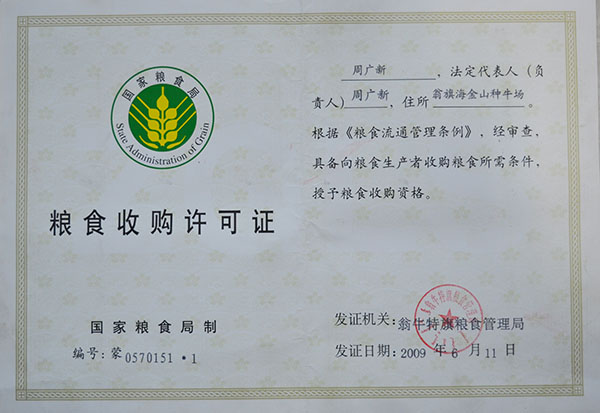 国家粮食局
State Administration of Grain
粮食收购许可证
国家粮食局制
编号：蒙0570151·1
周广新，法定代表人（负
责人）周广新，住所翁旗海金山种牛场。
根据《粮食流通管理条例》，经审查，
具备向粮食生产者收购粮食所需条件，
授予粮食收购资格。
发证机关：翁牛特旗粮食管理局
发证日期：2009年6月11日